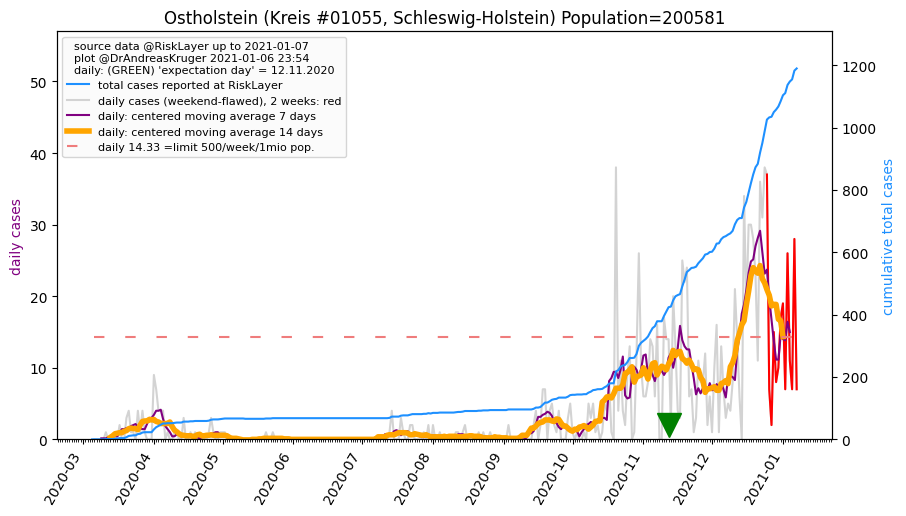 Ostholstein (Kreis #01055, Schleswig-Holstein) Population=200581
source data @RiskLayer up to 2021-01-07
plot @DrAndreasKruger 2021-01-06 23:54
daily: (GREEN) 'expectation day' = 12.11.2020
total cases reported at RiskLayer
daily cases (weekend-flawed), 2 weeks: red
daily: centered moving average 7 days
daily: centered moving average 14 days
daily 14.33 =limit 500/week/1mio pop.
daily cases
50
40
30
20
10
0
cumulative total cases
1200
1000
800
600
400
200
0
2020-03
2020-04
2020-05
2020-06
2020-07
2020-08
2020-09
2020-10
2020-11
2020-12
2021-01